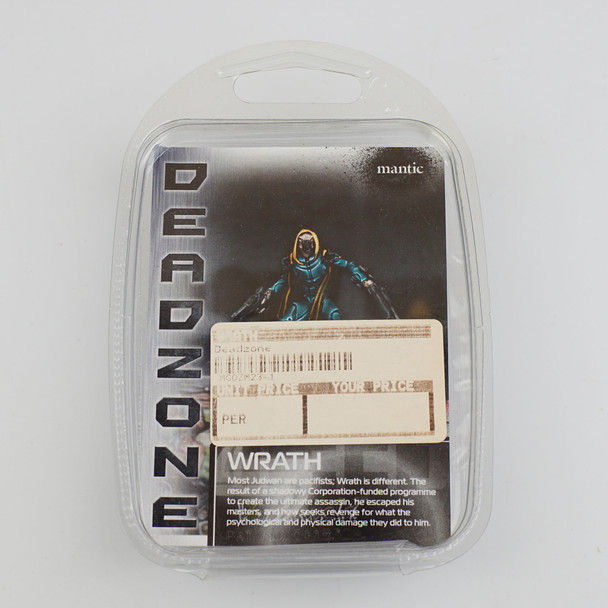 DEADZONE
mantic
Deadzone
UNIT PRICE YOUR PRICE
PER
WRATH
Most Judwan are pacifists; Wrath is different. The
result of a shadowy Corporation-funded programme
to create the ultimate assassin, he escaped his
masters, and now seeks revenge for what the
psychological and physical damage they did to him.